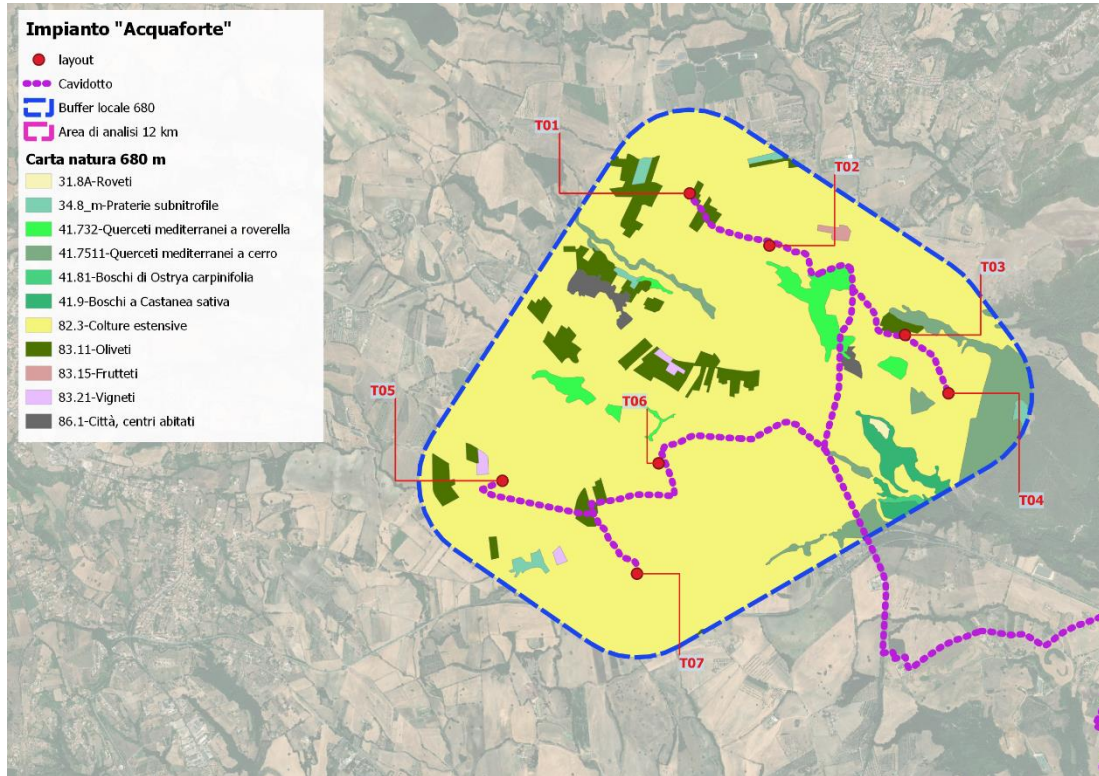 Impianto "Acquaforte"
layout
Cavidotto
Buffer locale 680
Area di analisi 12 km
Carta natura 680 m
31.8A-Roveti
34.8_m-Praterie subnitrofile
41.732-Querceti mediterranei a roverella
41.7511-Querceti mediterranei a cerro
41.81-Boschi di Ostrya carpinifolia
41.9-Boschi a Castanea sativa
82.3-Colture estensive
83.11-Oliveti
83.15-Frutteti
83.21-Vigneti
86.1-Città, centri abitati
T01
T02
T03
T05
T06
T04
T07